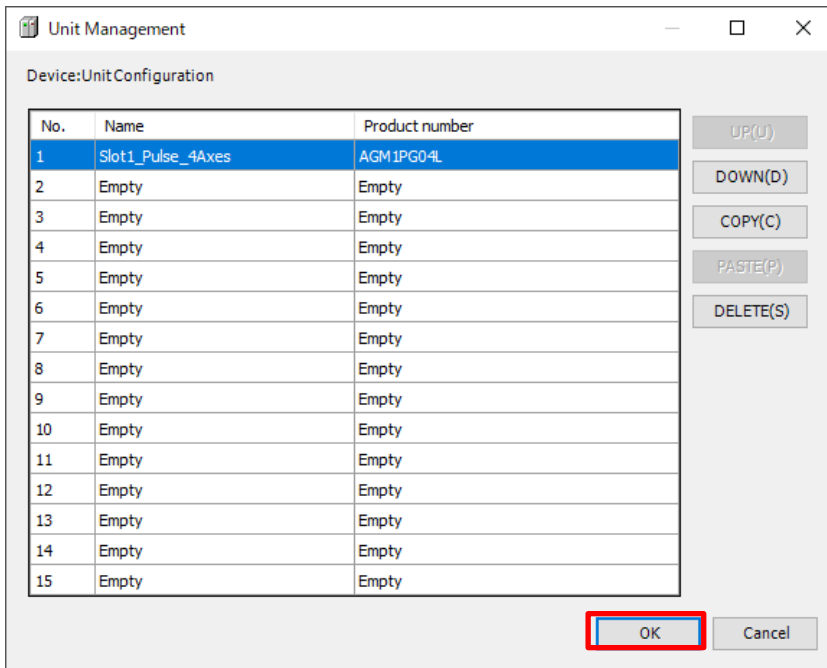 Unit Management
Device:UnitConfiguration
No. Name Product number
1 Slot1_Pulse_4Axes AGM1PG04L
2 Empty Empty
3 Empty Empty
4 Empty Empty
5 Empty Empty
6 Empty Empty
7 Empty Empty
8 Empty Empty
9 Empty Empty
10 Empty Empty
11 Empty Empty
12 Empty Empty
13 Empty Empty
14 Empty Empty
15 Empty Empty
UP(U)
DOWN(D)
COPY(C)
PASTE(P)
DELETE(S)
OK Cancel